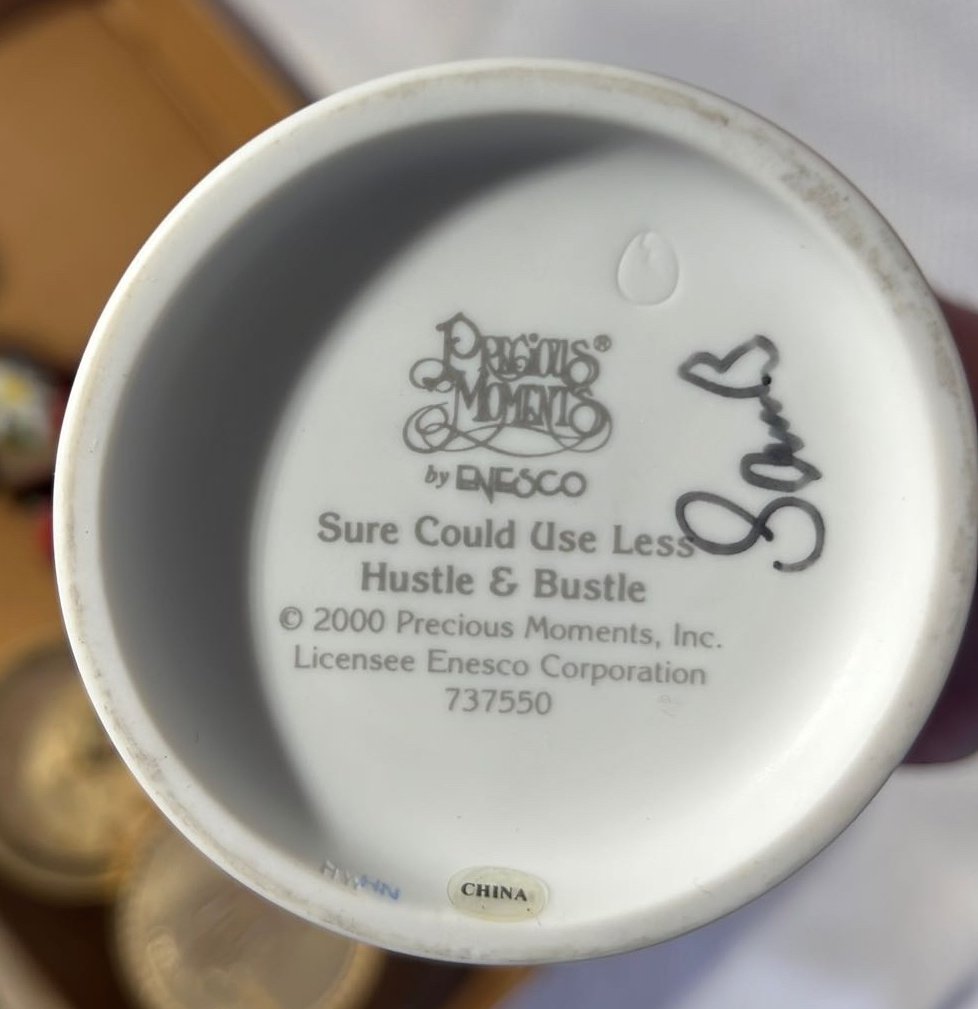 PRECIOUS®
MOMENTS
by ENESCO
Sure Could Use Less
Hustle & Bustle
© 2000 Precious Moments, Inc.
Licensee Enesco Corporation
737550
CHINA